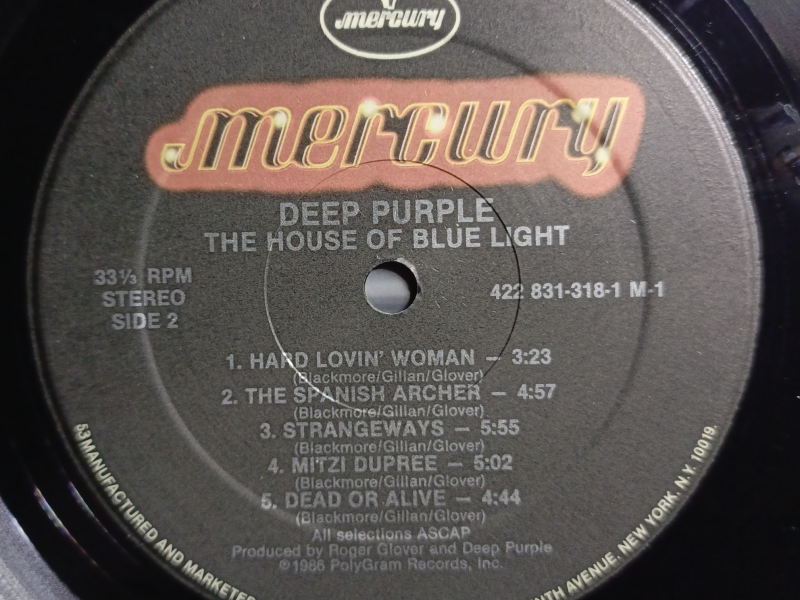 mercury
mercury
DEEP PURPLE
THE HOUSE OF BLUE LIGHT
33⅓ RPM
STEREO
SIDE 2
422 831-318-1 M-1
1. HARD LOVIN' WOMAN — 3:23
(Blackmore/Gillan/Glover)
2. THE SPANISH ARCHER — 4:57
(Blackmore/Gillan/Glover)
3. STRANGEWAYS — 5:55
(Blackmore/Gillan/Glover)
4. MITZI DUPREE — 5:02
(Blackmore/Gillan/Glover)
5. DEAD OR ALIVE — 4:44
(Blackmore/Gillan/Glover)
All selections ASCAP
Produced by Roger Glover and Deep Purple
©1986 PolyGram Records, Inc.
53 MANUFACTURED AND MARKETED
AVENUE, NEW YORK, N.Y. 10019.